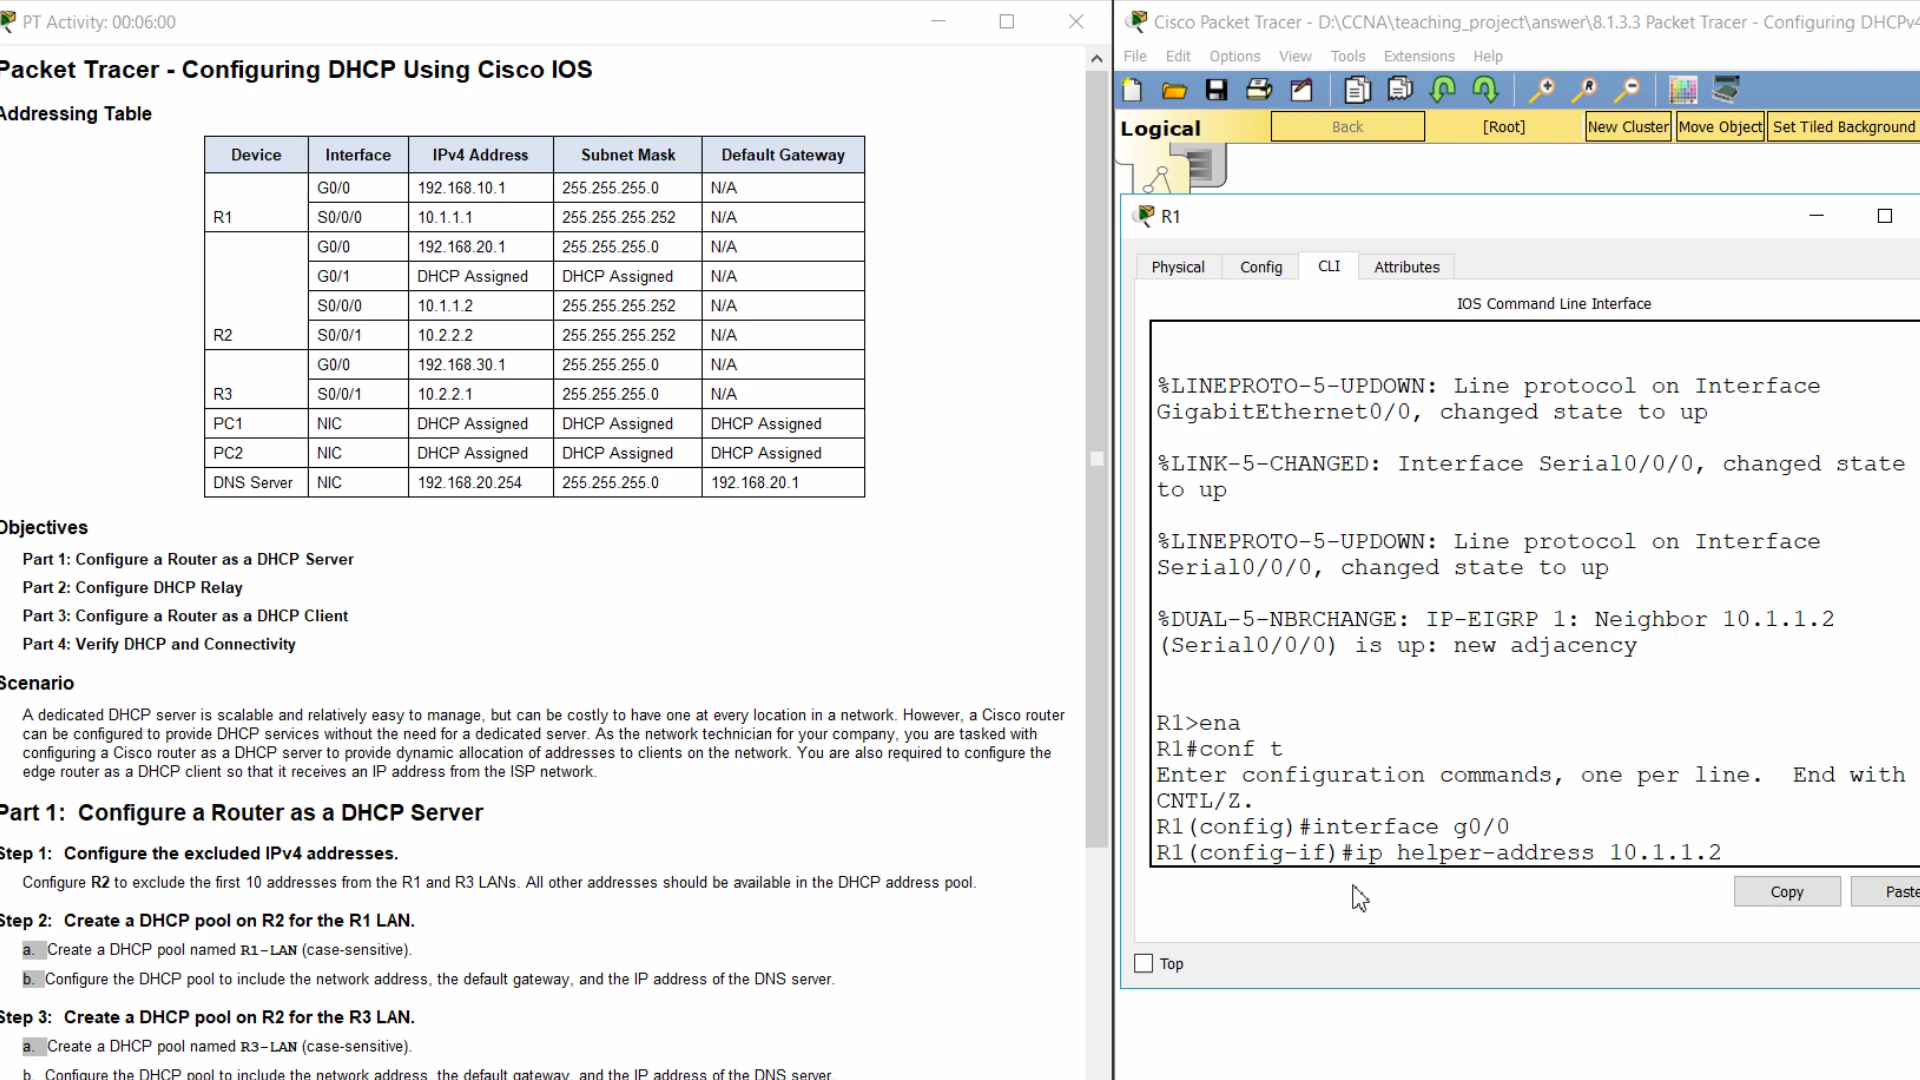 PT Activity: 00:06:00
Packet Tracer - Configuring DHCP Using Cisco IOS
Addressing Table
Device Interface IPv4 Address Subnet Mask Default Gateway
R1 G0/0 192.168.10.1 255.255.255.0 N/A
S0/0/0 10.1.1.1 255.255.255.252 N/A
R2 G0/0 192.168.20.1 255.255.255.0 N/A
G0/1 DHCP Assigned DHCP Assigned N/A
S0/0/0 10.1.1.2 255.255.255.252 N/A
S0/0/1 10.2.2.2 255.255.255.252 N/A
R3 G0/0 192.168.30.1 255.255.255.0 N/A
S0/0/1 10.2.2.1 255.255.255.0 N/A
PC1 NIC DHCP Assigned DHCP Assigned DHCP Assigned
PC2 NIC DHCP Assigned DHCP Assigned DHCP Assigned
DNS Server NIC 192.168.20.254 255.255.255.0 192.168.20.1
Objectives
Part 1: Configure a Router as a DHCP Server
Part 2: Configure DHCP Relay
Part 3: Configure a Router as a DHCP Client
Part 4: Verify DHCP and Connectivity
Scenario
A dedicated DHCP server is scalable and relatively easy to manage, but can be costly to have one at every location in a network. However, a Cisco router
can be configured to provide DHCP services without the need for a dedicated server. As the network technician for your company, you are tasked with
configuring a Cisco router as a DHCP server to provide dynamic allocation of addresses to clients on the network. You are also required to configure the
edge router as a DHCP client so that it receives an IP address from the ISP network.
Part 1: Configure a Router as a DHCP Server
Step 1: Configure the excluded IPv4 addresses.
Configure R2 to exclude the first 10 addresses from the R1 and R3 LANs. All other addresses should be available in the DHCP address pool.
Step 2: Create a DHCP pool on R2 for the R1 LAN.
a. Create a DHCP pool named R1-LAN (case-sensitive).
b. Configure the DHCP pool to include the network address, the default gateway, and the IP address of the DNS server.
Step 3: Create a DHCP pool on R2 for the R3 LAN.
a. Create a DHCP pool named R3-LAN (case-sensitive).
b. Configure the DHCP pool to include the network address, the default gateway, and the IP address of the DNS server.
Cisco Packet Tracer - D:\CCNA\teaching_project\answer\8.1.3.3 Packet Tracer - Configuring DHCPv4
File Edit Options View Tools Extensions Help
Logical Back [Root] New Cluster Move Object Set Tiled Background
R1
Physical Config CLI Attributes
IOS Command Line Interface
%LINEPROTO-5-UPDOWN: Line protocol on Interface
GigabitEthernet0/0, changed state to up
%LINK-5-CHANGED: Interface Serial0/0/0, changed state
to up
%LINEPROTO-5-UPDOWN: Line protocol on Interface
Serial0/0/0, changed state to up
%DUAL-5-NBRCHANGE: IP-EIGRP 1: Neighbor 10.1.1.2
(Serial0/0/0) is up: new adjacency
R1>ena
R1#conf t
Enter configuration commands, one per line.  End with
CNTL/Z.
R1(config)#interface g0/0
R1(config-if)#ip helper-address 10.1.1.2
Copy Paste
Top